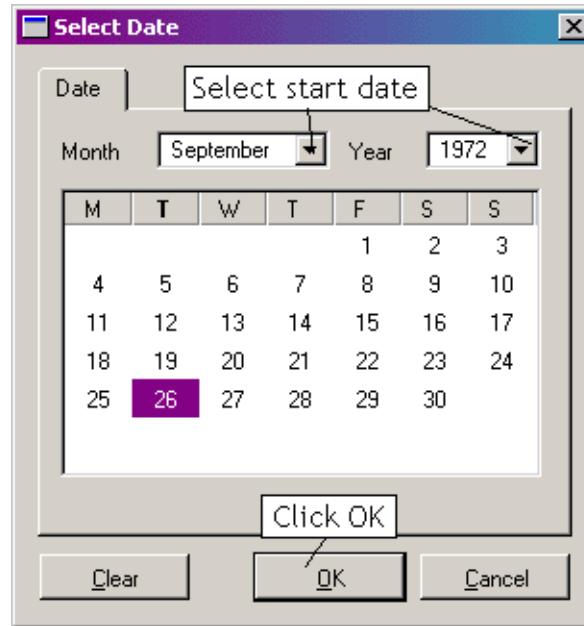 Select Date
Date
Select start date
Month September Year 1972
M T W T F S S
1 2 3
4 5 6 7 8 9 10
11 12 13 14 15 16 17
18 19 20 21 22 23 24
25 26 27 28 29 30
Click OK
Clear OK Cancel